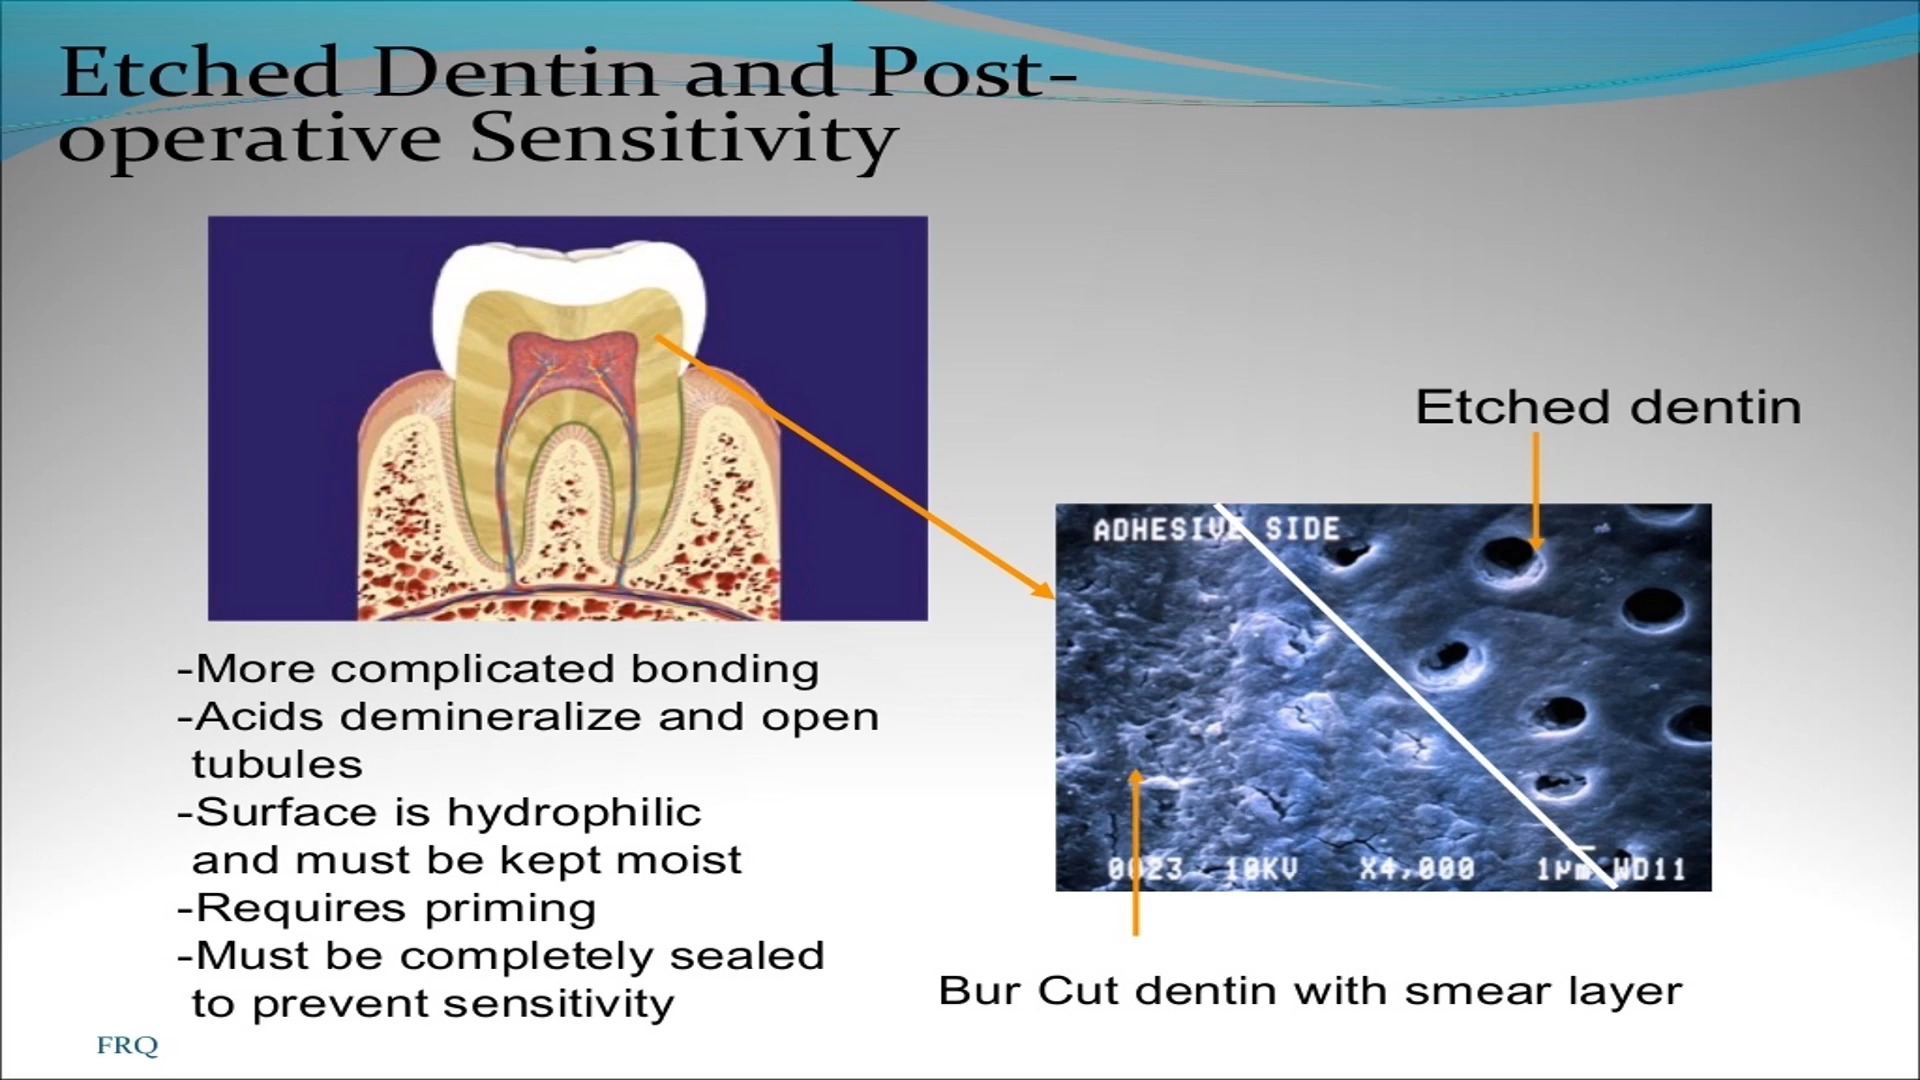 Etched Dentin and Post-
operative Sensitivity
Etched dentin
ADHESIVE SIDE
0023 10KV X4,000 1µm WD11
-More complicated bonding
-Acids demineralize and open
tubules
-Surface is hydrophilic
and must be kept moist
-Requires priming
-Must be completely sealed
to prevent sensitivity
Bur Cut dentin with smear layer
FRQ